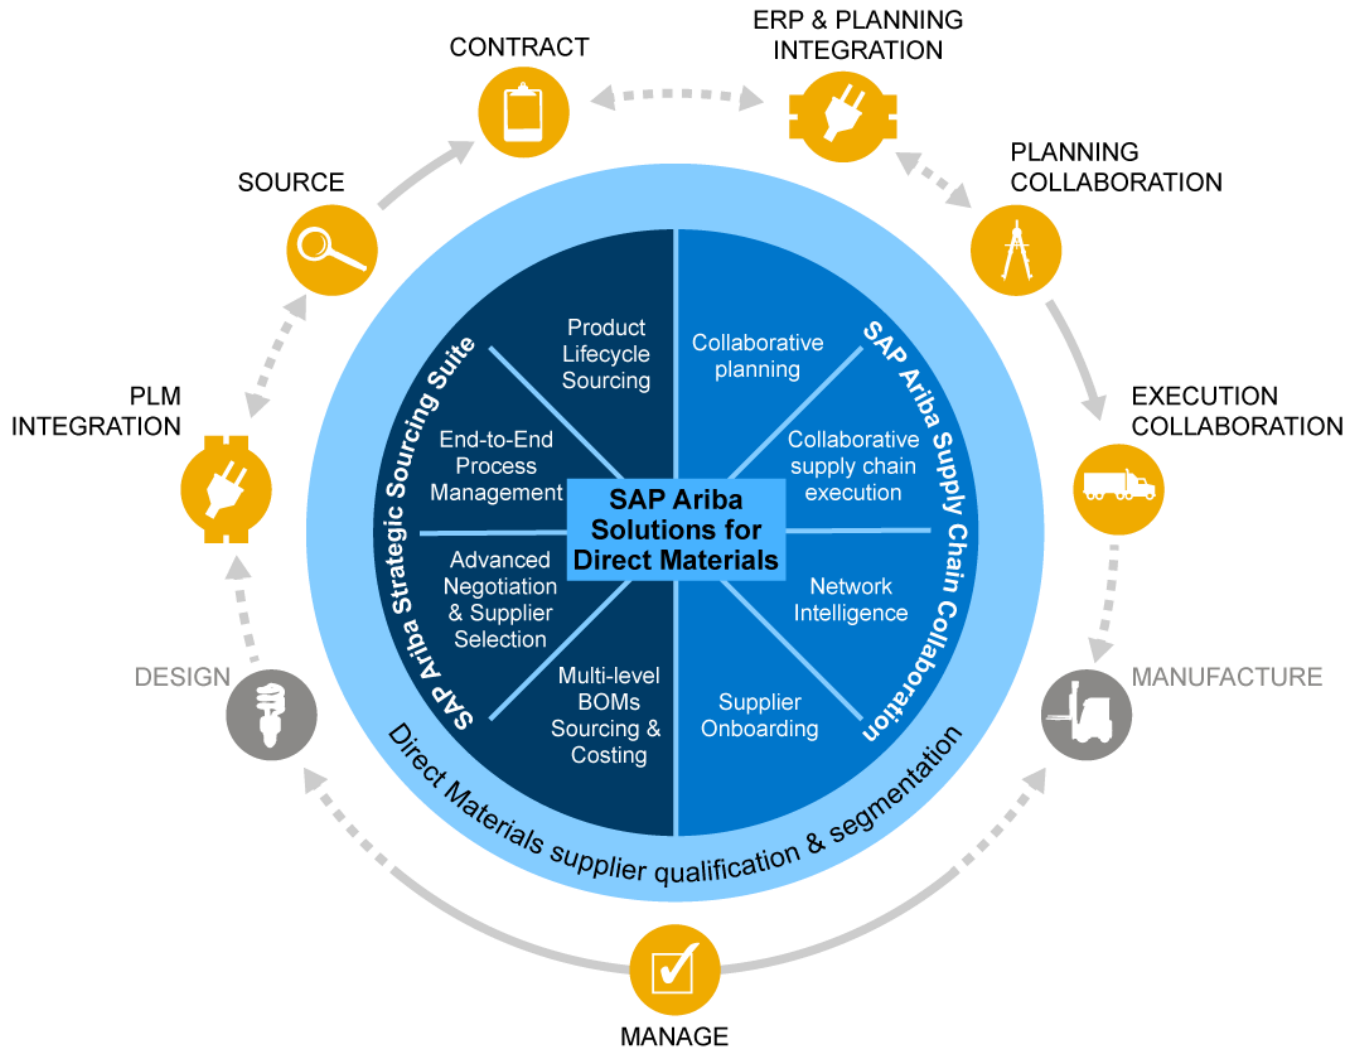 ERP & PLANNING
INTEGRATION
CONTRACT
PLANNING
COLLABORATION
SOURCE
EXECUTION
COLLABORATION
PLM
INTEGRATION
DESIGN
MANUFACTURE
MANAGE
SAP Ariba Strategic Sourcing Suite
Product
Lifecycle
Sourcing
End-to-End
Process
Management
Advanced
Negotiation
& Supplier
Selection
Multi-level
BOMs
Sourcing &
Costing
SAP Ariba
Solutions for
Direct Materials
SAP Ariba Supply Chain Collaboration
Collaborative
planning
Collaborative
supply chain
execution
Network
Intelligence
Supplier
Onboarding
Direct Materials supplier qualification & segmentation